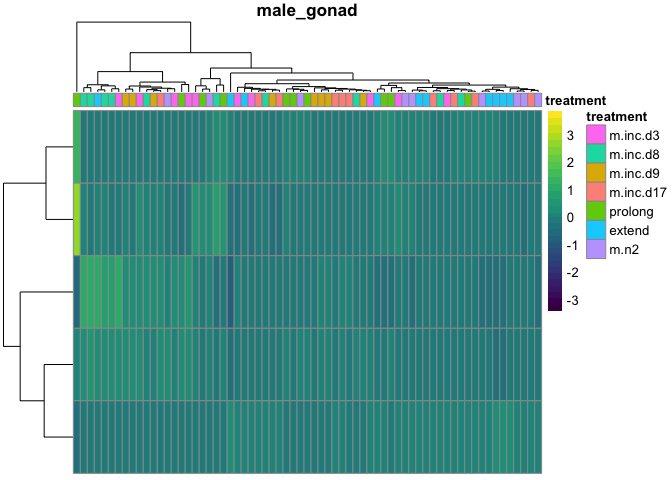 male_gonad
treatment
treatment
3
2
1
0
-1
-2
-3
m.inc.d3
m.inc.d8
m.inc.d9
m.inc.d17
prolong
extend
m.n2